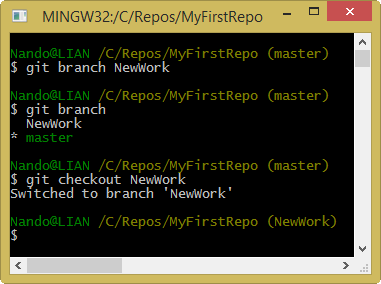 MINGW32:/C/Repos/MyFirstRepo
Nando@LIAN /C/Repos/MyFirstRepo (master)
$ git branch NewWork
Nando@LIAN /C/Repos/MyFirstRepo (master)
$ git branch
  NewWork
* master
Nando@LIAN /C/Repos/MyFirstRepo (master)
$ git checkout NewWork
Switched to branch 'NewWork'
Nando@LIAN /C/Repos/MyFirstRepo (NewWork)
$